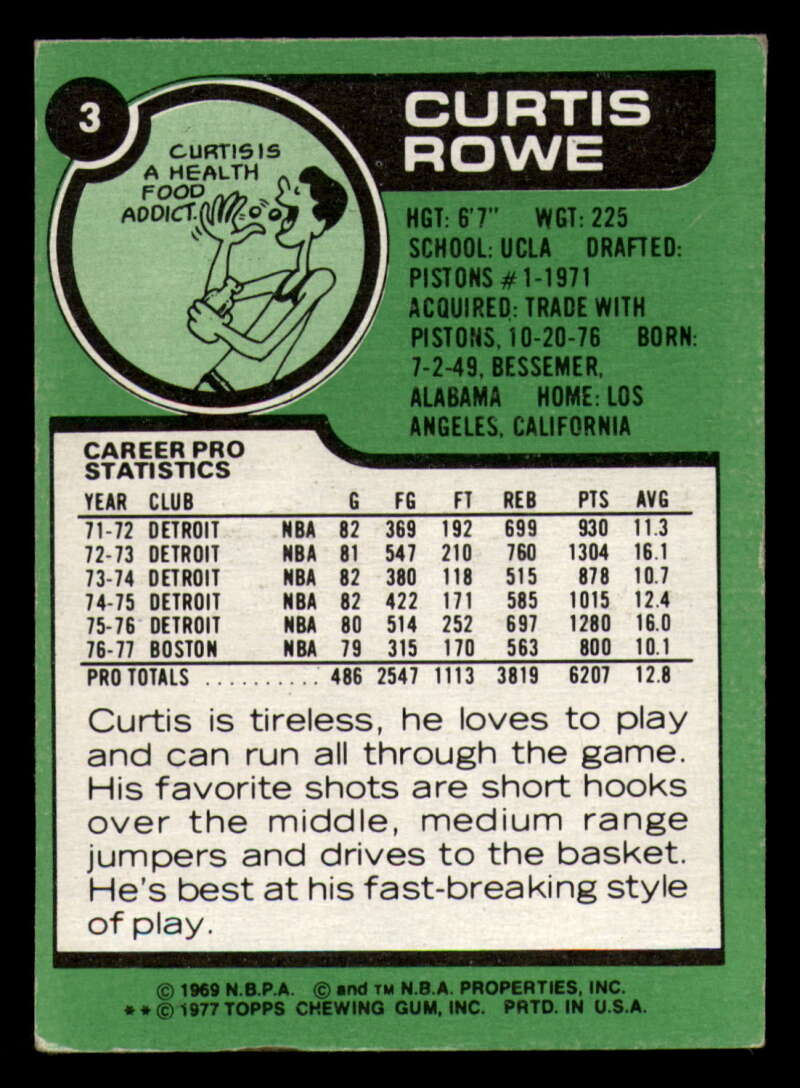 3
CURTIS IS
A HEALTH
FOOD
ADDICT.
CURTIS
ROWE
HGT: 6'7" WGT: 225
SCHOOL: UCLA DRAFTED:
PISTONS #1-1971
ACQUIRED: TRADE WITH
PISTONS, 10-20-76 BORN:
7-2-49, BESSEMER,
ALABAMA HOME: LOS
ANGELES, CALIFORNIA
CAREER PRO
STATISTICS
YEAR CLUB G FG FT REB PTS AVG
71-72 DETROIT NBA 82 369 192 699 930 11.3
72-73 DETROIT NBA 81 547 210 760 1304 16.1
73-74 DETROIT NBA 82 380 118 515 878 10.7
74-75 DETROIT NBA 82 422 171 585 1015 12.4
75-76 DETROIT NBA 80 514 252 697 1280 16.0
76-77 BOSTON NBA 79 315 170 563 800 10.1
PRO TOTALS .......... 486 2547 1113 3819 6207 12.8
Curtis is tireless, he loves to play
and can run all through the game.
His favorite shots are short hooks
over the middle, medium range
jumpers and drives to the basket.
He's best at his fast-breaking style
of play.
© 1969 N.B.P.A. © and TM N.B.A. PROPERTIES, INC.
**© 1977 TOPPS CHEWING GUM, INC. PRTD. IN U.S.A.